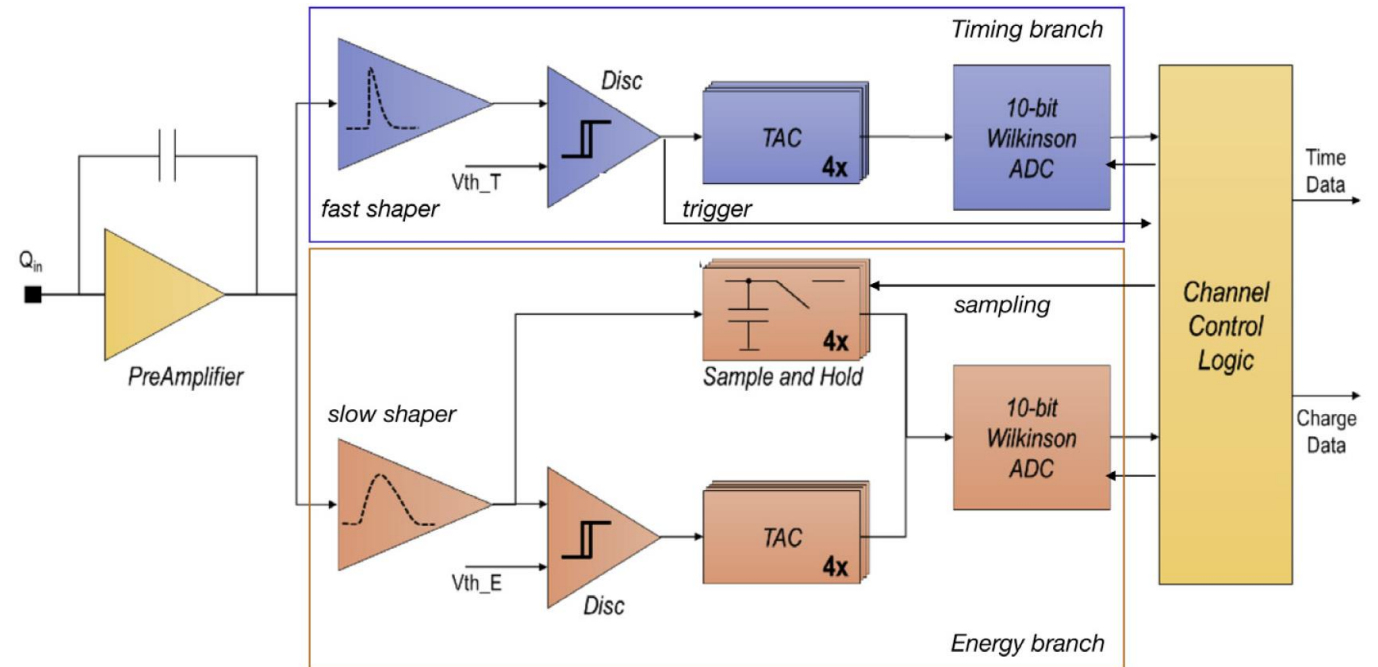 Timing branch
Disc
TAC
4x
10-bit
Wilkinson
ADC
Vth_T
fast shaper
trigger
Time
Data
Q_in
PreAmplifier
sampling
4x
Sample and Hold
Channel
Control
Logic
slow shaper
10-bit
Wilkinson
ADC
Charge
Data
TAC
4x
Vth_E
Disc
Energy branch